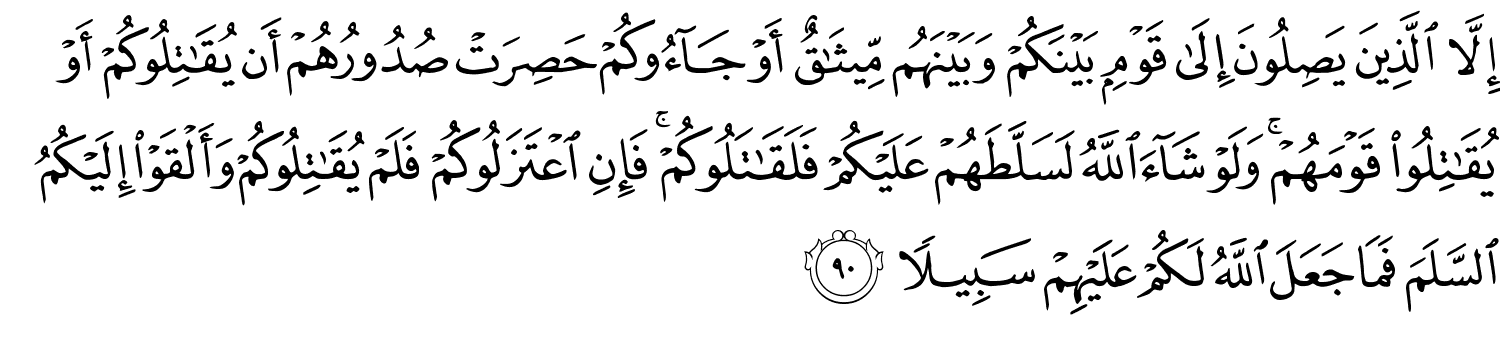 إِلَّا ٱلَّذِينَ يَصِلُونَ إِلَىٰ قَوْمِۭ بَيْنَكُمْ وَبَيْنَهُم مِّيثَـٰقٌ أَوْ جَآءُوكُمْ حَصِرَتْ صُدُورُهُمْ أَن يُقَـٰتِلُوكُمْ أَوْ
يُقَـٰتِلُوا۟ قَوْمَهُمْ ۚ وَلَوْ شَآءَ ٱللَّهُ لَسَلَّطَهُمْ عَلَيْكُمْ فَلَقَـٰتَلُوكُمْ ۚ فَإِنِ ٱعْتَزَلُوكُمْ فَلَمْ يُقَـٰتِلُوكُمْ وَأَلْقَوْا۟ إِلَيْكُمُ
ٱلسَّلَمَ فَمَا جَعَلَ ٱللَّهُ لَكُمْ عَلَيْهِمْ سَبِيلًا ٩٠